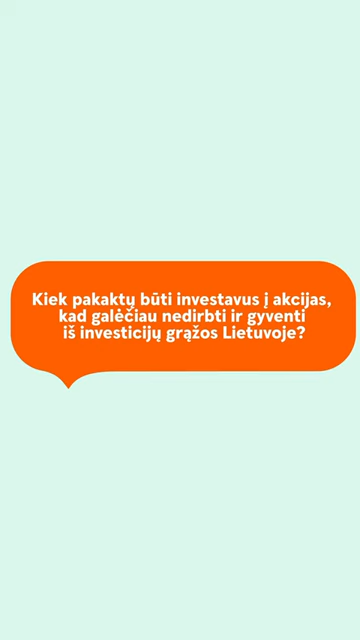 Kiek pakaktų būti investavus į akcijas,
kad galėčiau nedirbti ir gyventi
iš investicijų grąžos Lietuvoje?